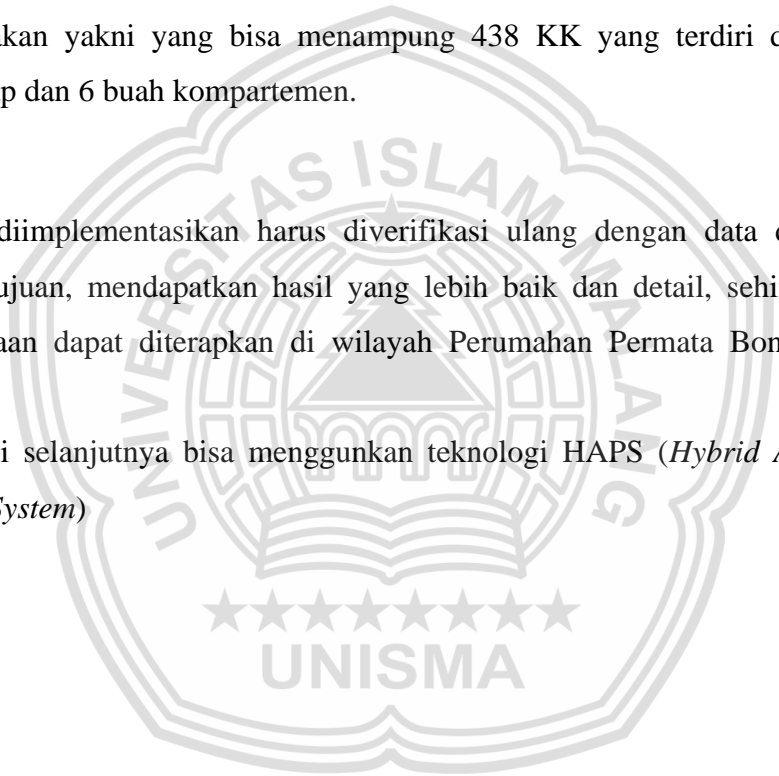 akan yakni yang bisa menampung 438 KK yang terdiri d
p dan 6 buah kompartemen.
diimplementasikan harus diverifikasi ulang dengan data
ujuan, mendapatkan hasil yang lebih baik dan detail, sehi
aan dapat diterapkan di wilayah Perumahan Permata Bon
i selanjutnya bisa menggunkan teknologi HAPS (Hybrid A
System)
UNIVERSITAS ISLAM MALANG
UNISMA